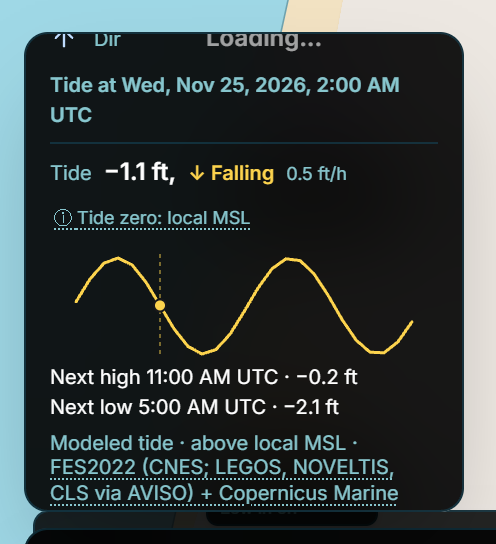 Dir Loading...
Tide at Wed, Nov 25, 2026, 2:00 AM
UTC
Tide −1.1 ft, ↓ Falling 0.5 ft/h
ⓘ Tide zero: local MSL
Next high 11:00 AM UTC · −0.2 ft
Next low 5:00 AM UTC · −2.1 ft
Modeled tide · above local MSL ·
FES2022 (CNES; LEGOS, NOVELTIS,
CLS via AVISO) + Copernicus Marine